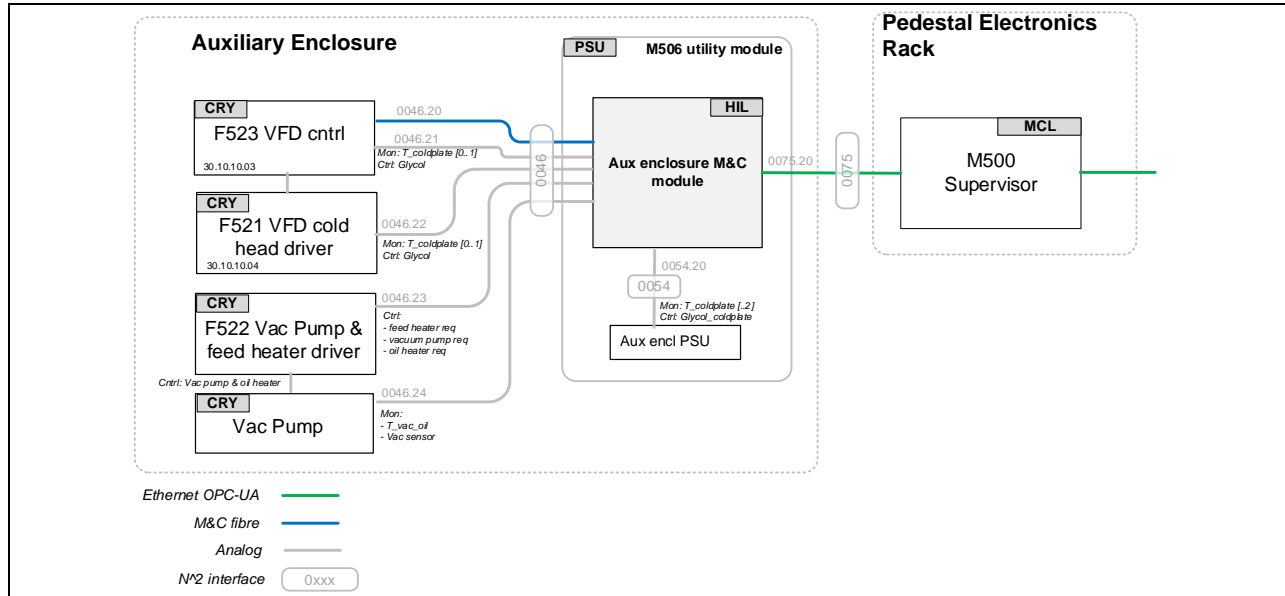 Auxiliary Enclosure
PSU
M506 utility module
Pedestal Electronics
Rack
CRY
F523 VFD cntrl
30.10.10.03
0046.20
0046.21
Mon: T_coldplate [0..1]
Ctrl: Glycol
CRY
F521 VFD cold
head driver
30.10.10.04
0046.22
Mon: T_coldplate [0..1]
Ctrl: Glycol
CRY
F522 Vac Pump &
feed heater driver
0046.23
Ctrl:
- feed heater req
- vacuum pump req
- oil heater req
Cntrl: Vac pump & oil heater
CRY
Vac Pump
0046.24
Mon:
- T_vac_oil
- Vac sensor
0046
HIL
Aux enclosure M&C
module
0054.20
0054
Mon: T_coldplate [..2]
Ctrl: Glycol_coldplate
Aux encl PSU
0075.20
0075
MCL
M500
Supervisor
Ethernet OPC-UA
M&C fibre
Analog
N^2 interface
0xxx